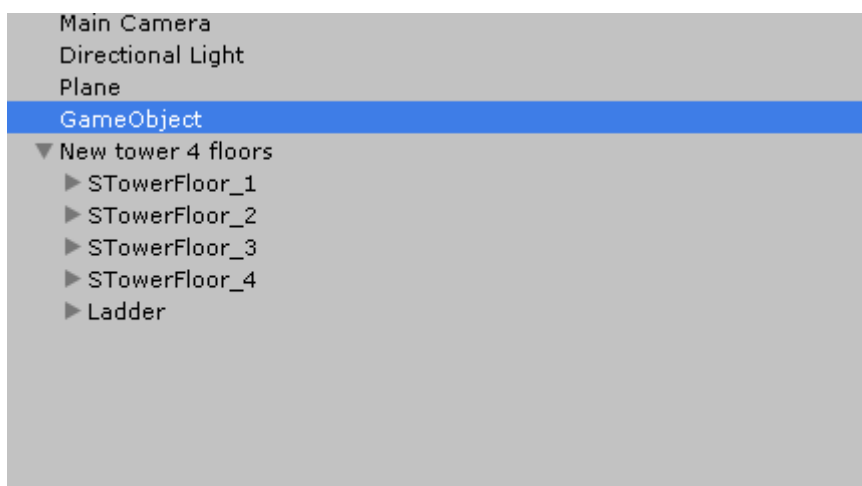 Main Camera
Directional Light
Plane
GameObject
New tower 4 floors
STowerFloor_1
STowerFloor_2
STowerFloor_3
STowerFloor_4
Ladder